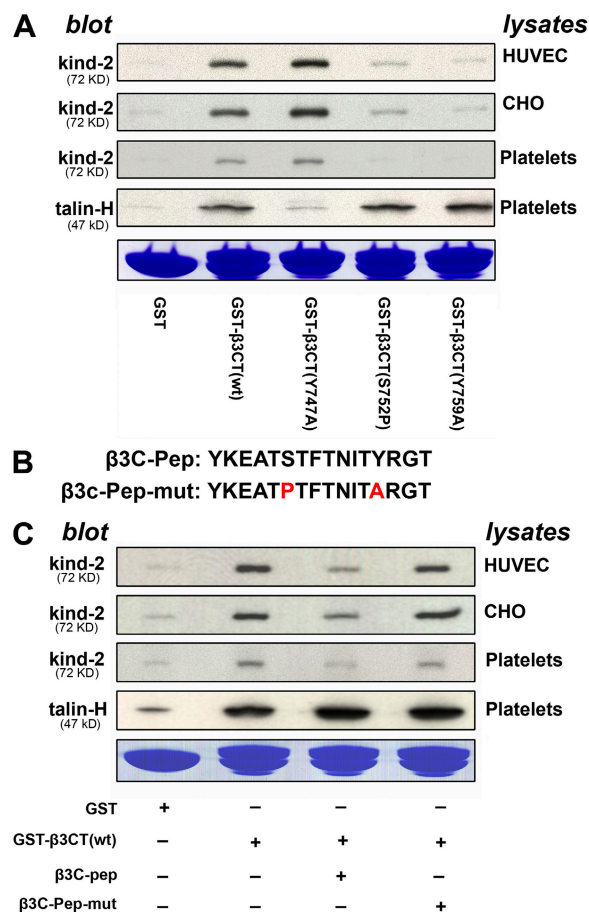 A blot lysates
kind-2 HUVEC
(72 KD)
kind-2 CHO
(72 KD)
kind-2 Platelets
(72 KD)
talin-H Platelets
(47 kD)
GST
GST-β3CT(wt)
GST-β3CT(Y747A)
GST-β3CT(S752P)
GST-β3CT(Y759A)
B β3C-Pep: YKEATSTFTNITYRGT
β3c-Pep-mut: YKEATPTFTNITARGT
C blot lysates
kind-2 HUVEC
(72 KD)
kind-2 CHO
(72 KD)
kind-2 Platelets
(72 KD)
talin-H Platelets
(47 kD)
GST + – – –
GST-β3CT(wt) – + + +
β3C-pep – – + –
β3C-Pep-mut – – – +